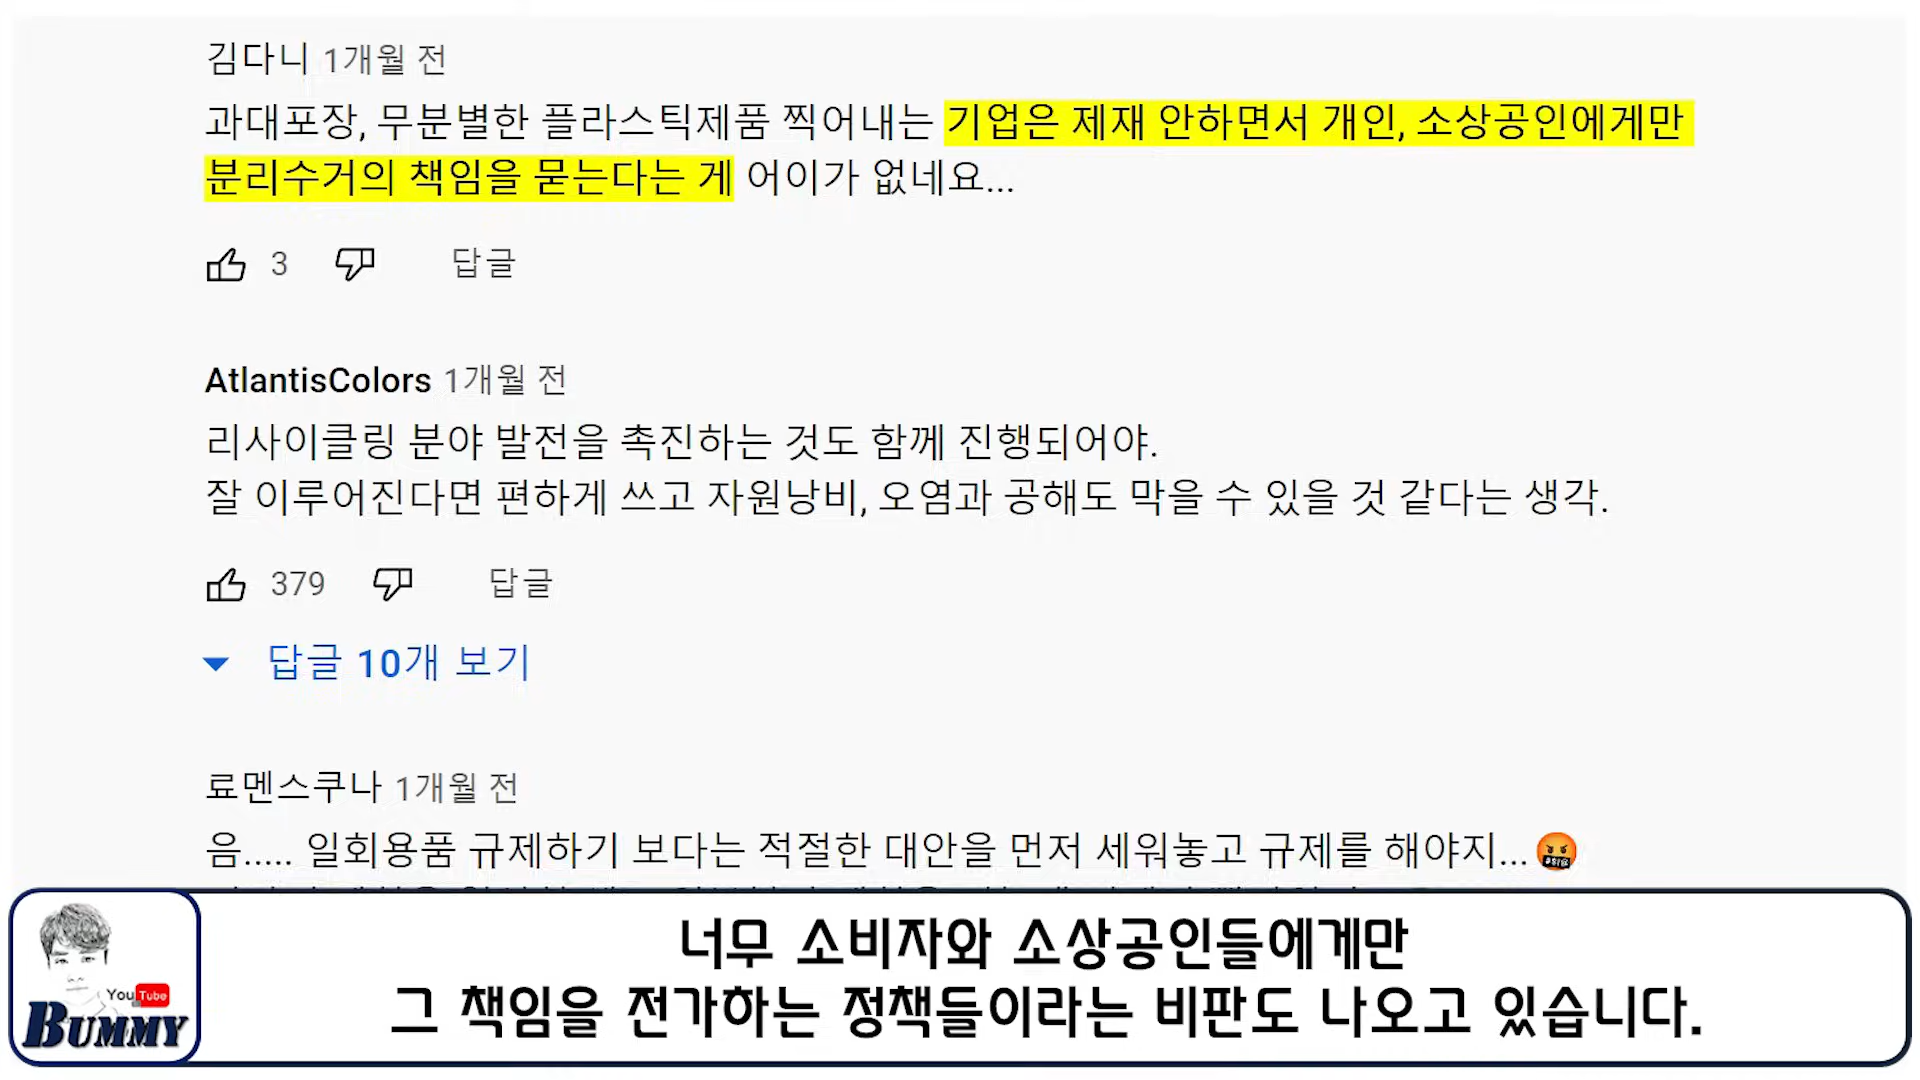 김다니 1개월 전
과대포장, 무분별한 플라스틱제품 찍어내는 기업은 제재 안하면서 개인, 소상공인에게만
분리수거의 책임을 묻는다는 게 어이가 없네요...
3 답글
AtlantisColors 1개월 전
리사이클링 분야 발전을 촉진하는 것도 함께 진행되어야.
잘 이루어진다면 편하게 쓰고 자원낭비, 오염과 공해도 막을 수 있을 것 같다는 생각.
379 답글
답글 10개 보기
료멘스쿠나 1개월 전
음..... 일회용품 규제하기 보다는 적절한 대안을 먼저 세워놓고 규제를 해야지...🤬
너무 소비자와 소상공인들에게만
그 책임을 전가하는 정책들이라는 비판도 나오고 있습니다.
YouTube
BUMMY